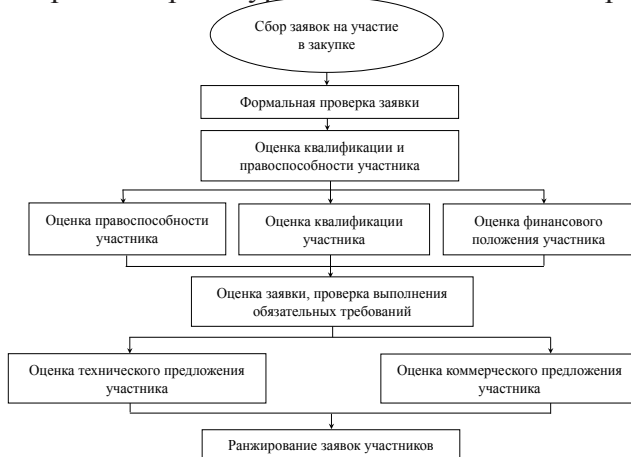 Сбор заявок на участие
в закупке
Формальная проверка заявки
Оценка квалификации и
правоспособности участника
Оценка правоспособности
участника
Оценка квалификации
участника
Оценка финансового
положения участника
Оценка заявки, проверка выполнения
обязательных требований
Оценка технического предложения
участника
Оценка коммерческого предложения
участника
Ранжирование заявок участников